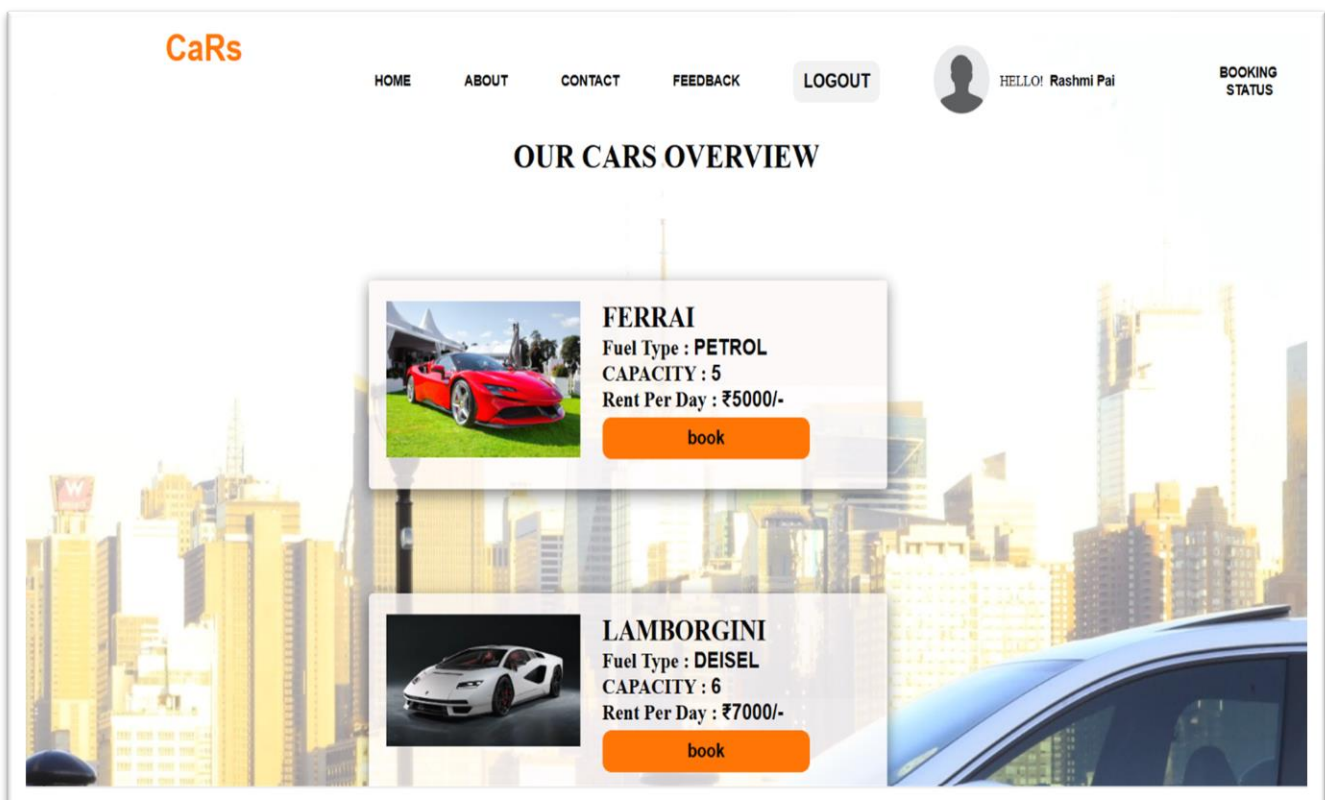 CaRs
HOME ABOUT CONTACT FEEDBACK LOGOUT HELLO! Rashmi Pai BOOKING
STATUS
OUR CARS OVERVIEW
FERRAI
Fuel Type : PETROL
CAPACITY : 5
Rent Per Day : ₹5000/-
book
W
LAMBORGINI
Fuel Type : DEISEL
CAPACITY : 6
Rent Per Day : ₹7000/-
book